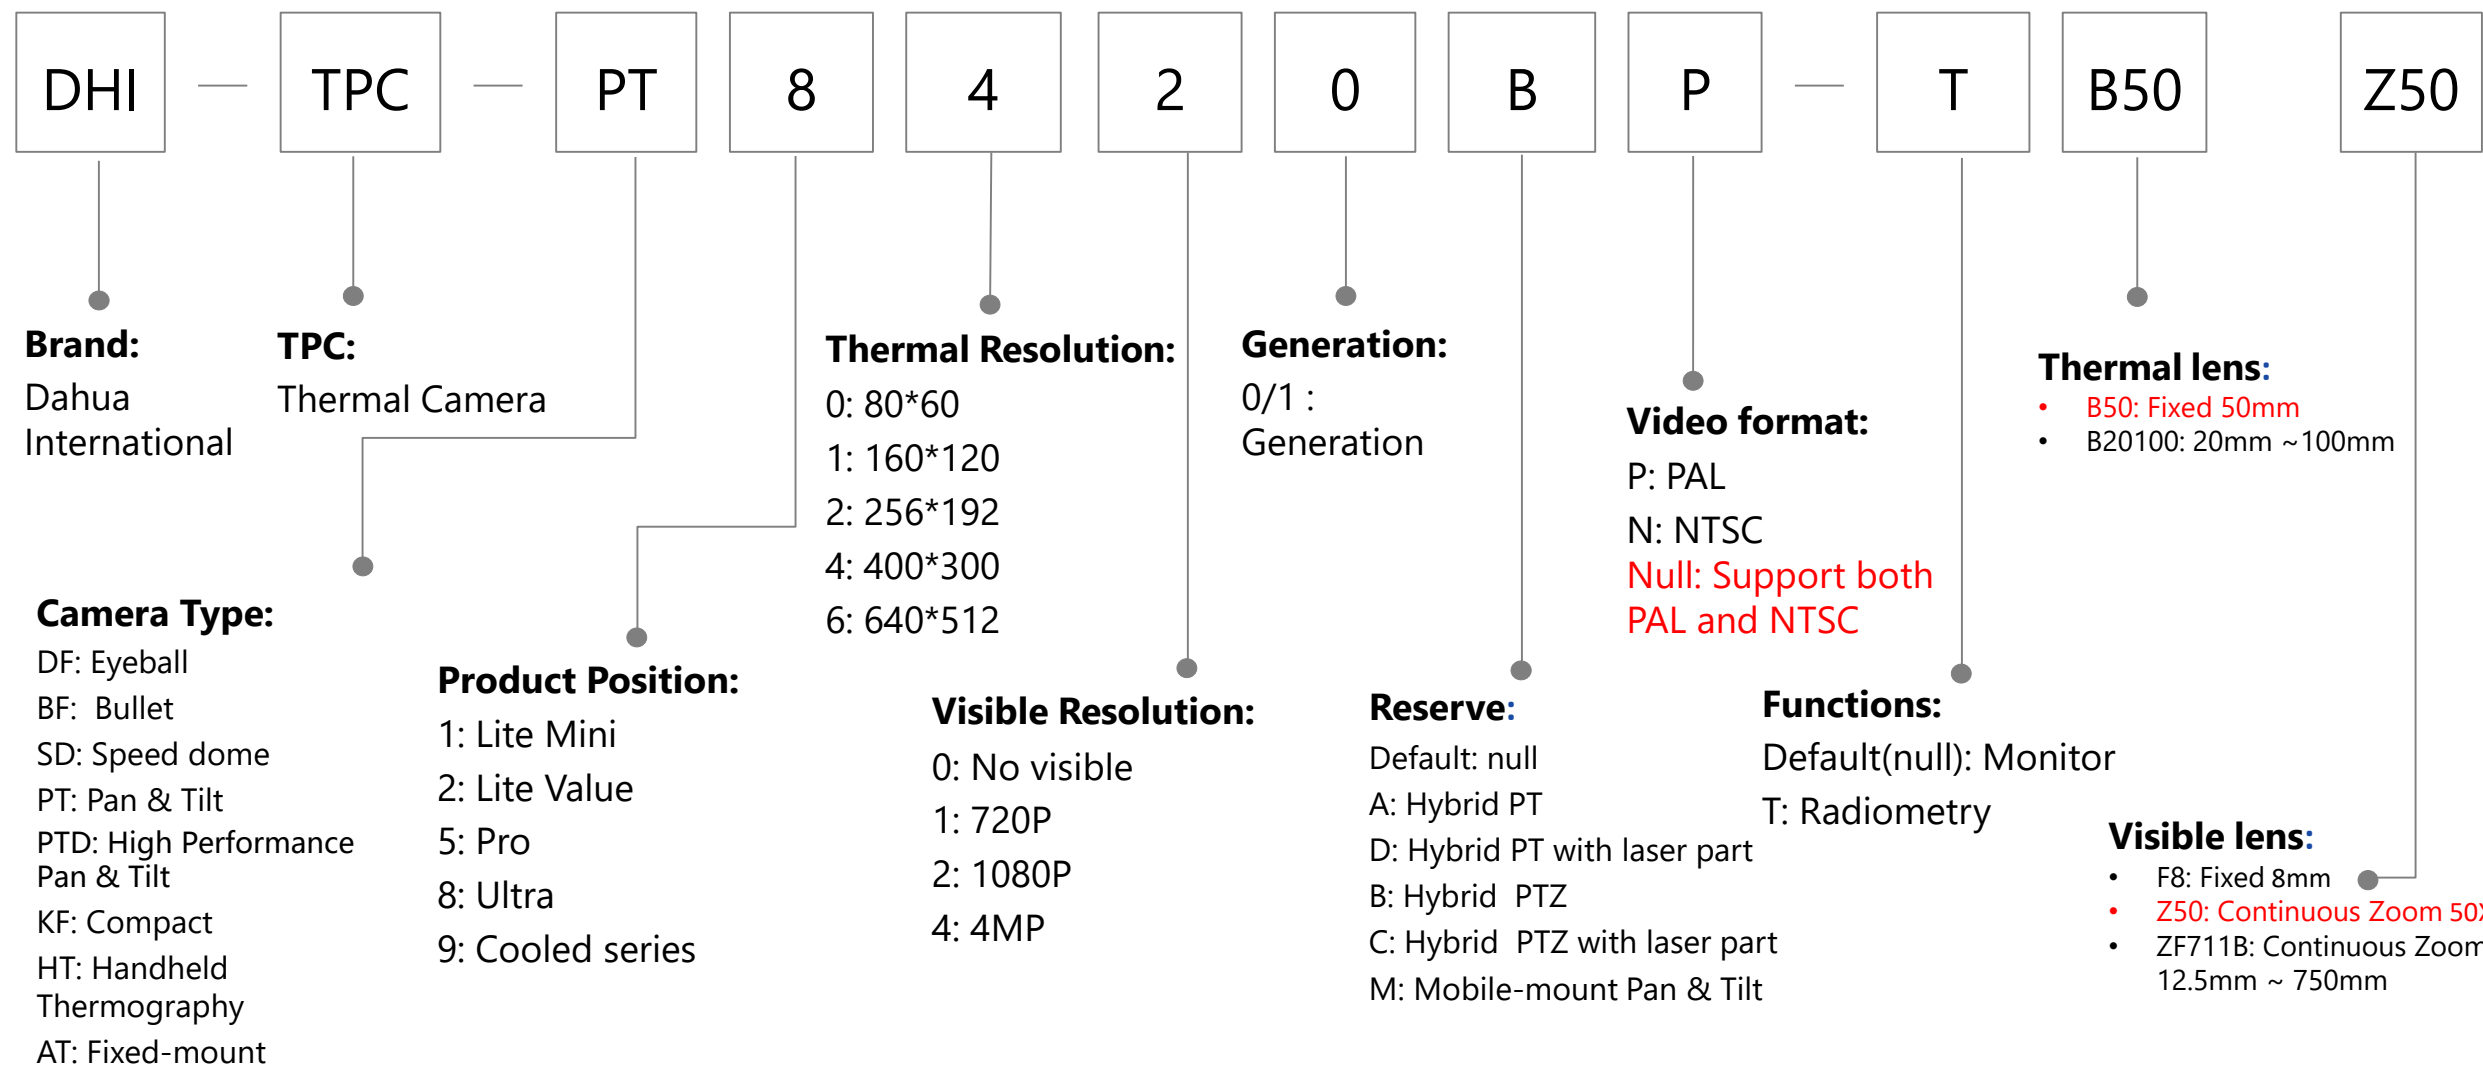 DHI — TPC — PT 8 4 2 0 B P — T B50 Z50
Brand:
Dahua
International
TPC:
Thermal Camera
Camera Type:
DF: Eyeball
BF: Bullet
SD: Speed dome
PT: Pan & Tilt
PTD: High Performance
Pan & Tilt
KF: Compact
HT: Handheld
Thermography
AT: Fixed-mount
Product Position:
1: Lite Mini
2: Lite Value
5: Pro
8: Ultra
9: Cooled series
Thermal Resolution:
0: 80*60
1: 160*120
2: 256*192
4: 400*300
6: 640*512
Visible Resolution:
0: No visible
1: 720P
2: 1080P
4: 4MP
Generation:
0/1 :
Generation
Reserve:
Default: null
A: Hybrid PT
D: Hybrid PT with laser part
B: Hybrid PTZ
C: Hybrid PTZ with laser part
M: Mobile-mount Pan & Tilt
Video format:
P: PAL
N: NTSC
Null: Support both
PAL and NTSC
Functions:
Default(null): Monitor
T: Radiometry
Thermal lens:
• B50: Fixed 50mm
• B20100: 20mm ~100mm
Visible lens:
• F8: Fixed 8mm
• Z50: Continuous Zoom 50X
• ZF711B: Continuous Zoom
12.5mm ~ 750mm